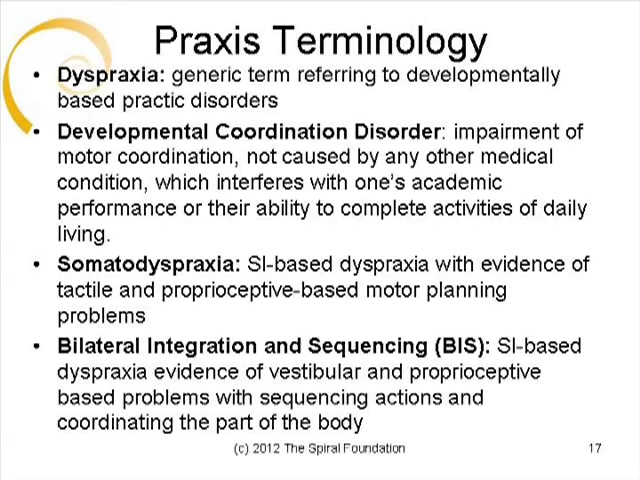 Praxis Terminology
• Dyspraxia: generic term referring to developmentally
based practic disorders
• Developmental Coordination Disorder: impairment of
motor coordination, not caused by any other medical
condition, which interferes with one's academic
performance or their ability to complete activities of daily
living.
• Somatodyspraxia: SI-based dyspraxia with evidence of
tactile and proprioceptive-based motor planning
problems
• Bilateral Integration and Sequencing (BIS): SI-based
dyspraxia evidence of vestibular and proprioceptive
based problems with sequencing actions and
coordinating the part of the body
(c) 2012 The Spiral Foundation
17